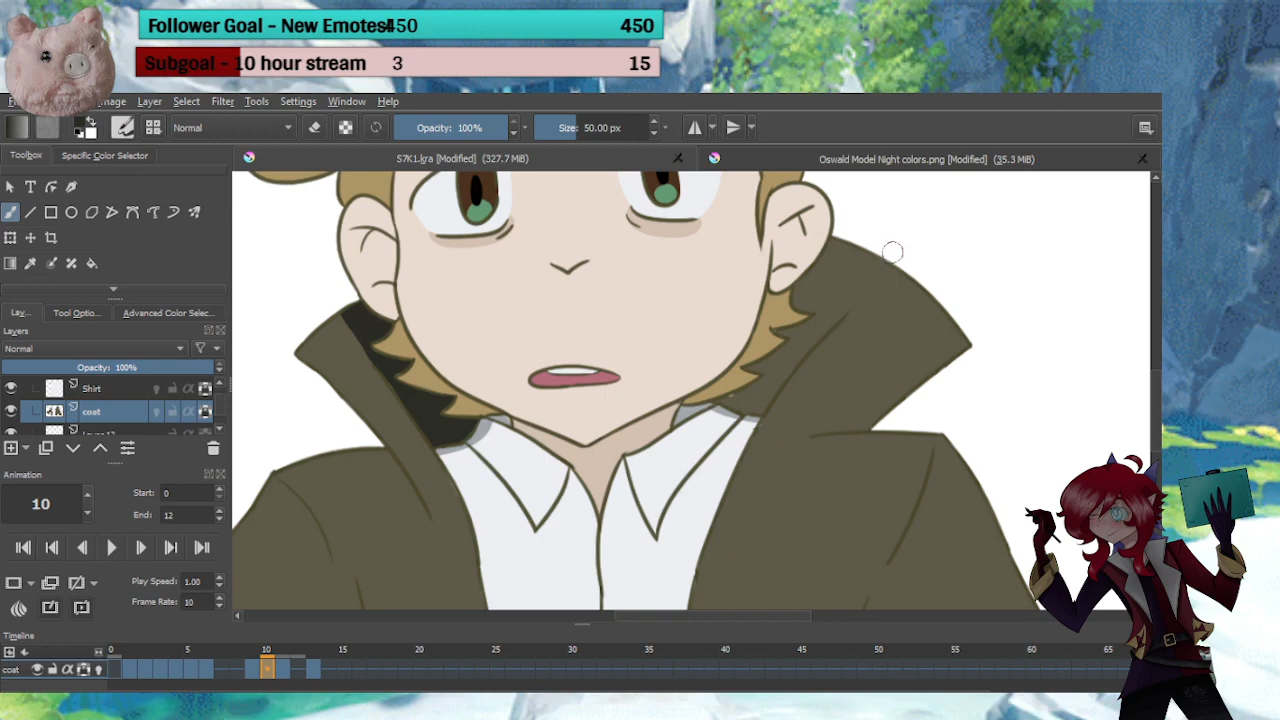 Follower Goal - New Emotes! 450 450
Subgoal - 10 hour stream 3 15
Image Layer Select Filter Tools Settings Window Help
Normal Opacity: 100% Size: 50.00 px
Toolbox Specific Color Selector S7K1.kra [Modified] (327.7 MiB) Oswald Model Night colors.png [Modified] (35.3 MiB)
Lay... Tool Optio... Advanced Color Selec...
Layers
Normal
Opacity: 100%
Shirt
coat
Animation
10 Start: 0
End: 12
Play Speed: 1.00
Frame Rate: 10
Timeline
0 5 10 15 20 25 30 35 40 45 50 55 60 65
coat